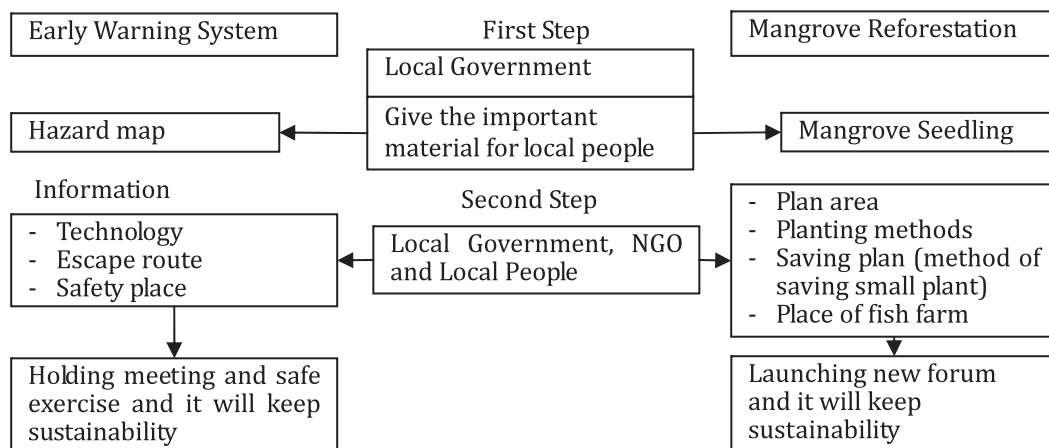 Early Warning System
First Step
Mangrove Reforestation
Local Government
Hazard map
Give the important
material for local people
Mangrove Seedling
Information
Second Step
- Technology
- Escape route
- Safety place
Local Government, NGO
and Local People
- Plan area
- Planting methods
- Saving plan (method of
saving small plant)
- Place of fish farm
Holding meeting and safe
exercise and it will keep
sustainability
Launching new forum
and it will keep
sustainability